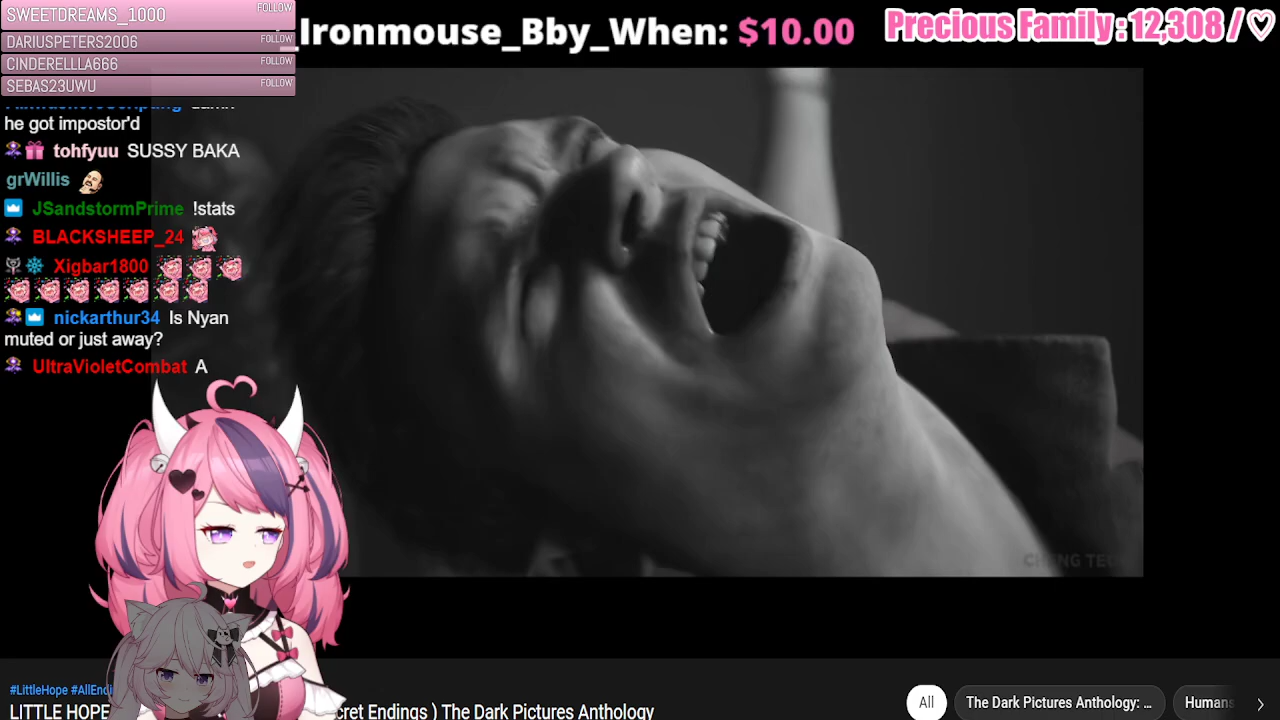 SWEETDREAMS_1000 FOLLOW
DARIUSPETERS2006 FOLLOW
CINDERELLLA666 FOLLOW
SEBAS23UWU FOLLOW
_Ironmouse_Bby_When: $10.00
Precious Family : 12,308 / ♡
he got impostor'd
tohfyuu SUSSY BAKA
grWillis
JSandstormPrime !stats
BLACKSHEEP_24
Xigbar1800
nickarthur34 Is Nyan
muted or just away?
UltraVioletCombat A
#LittleHope
LITTLE HOPE Endings ) The Dark Pictures Anthology
All
The Dark Pictures Anthology: ...
Humans